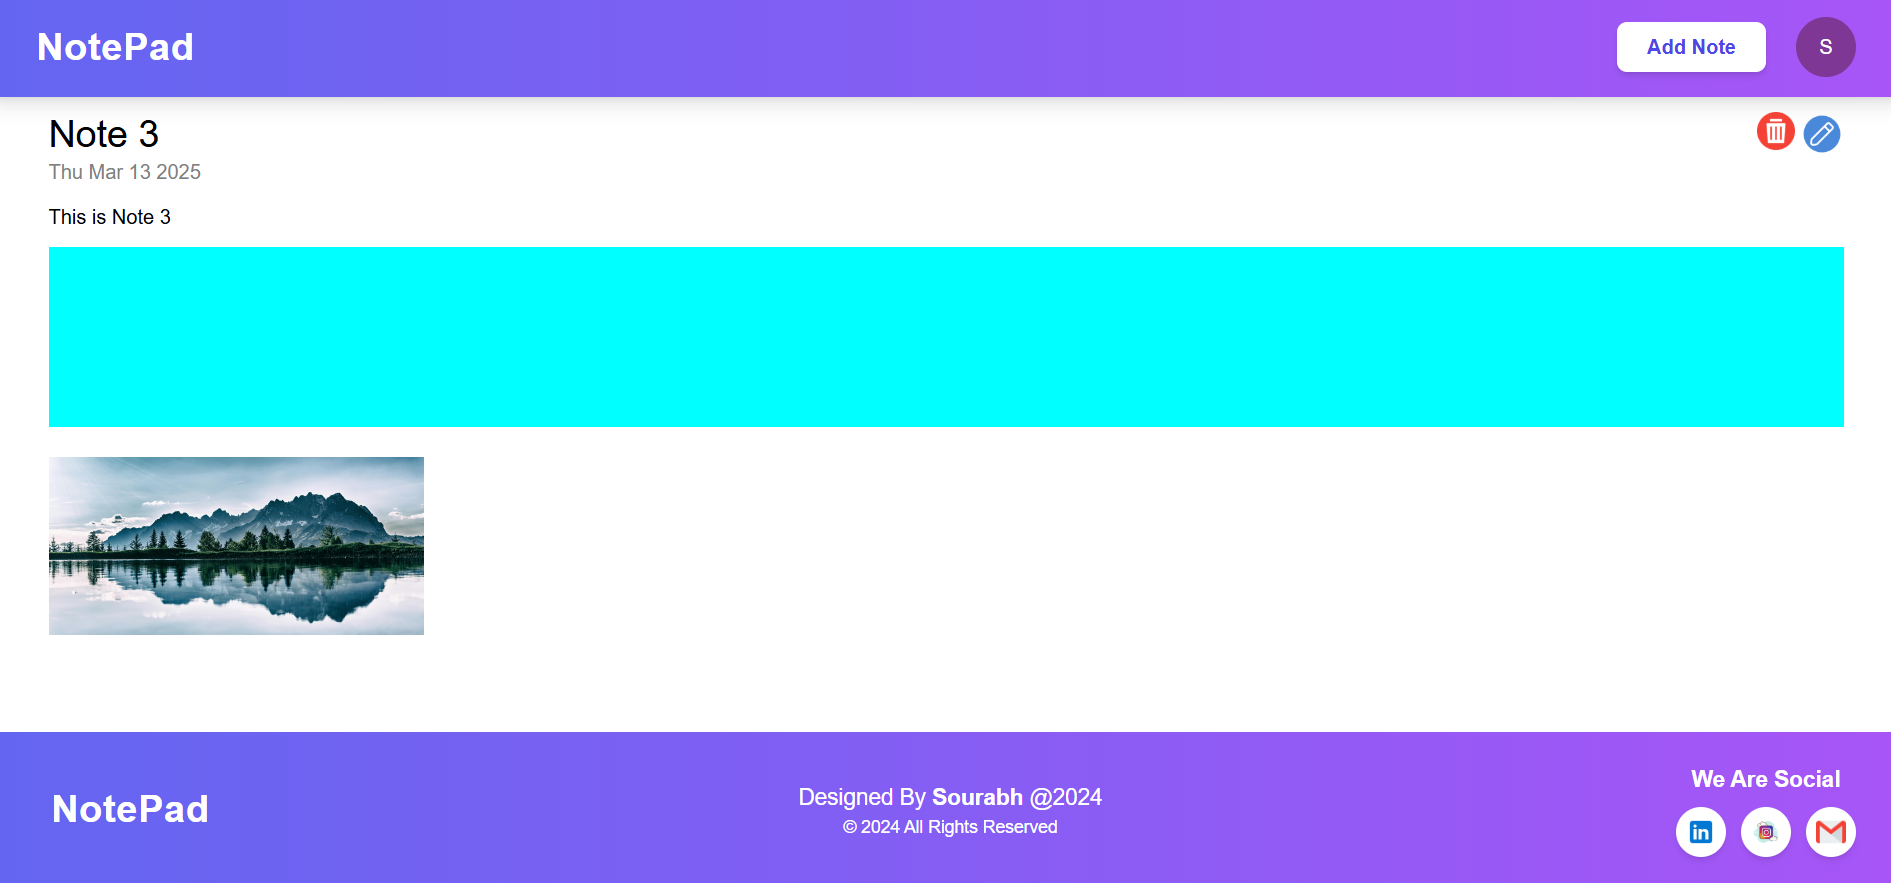 NotePad
Add Note
S
Note 3
Thu Mar 13 2025
This is Note 3
NotePad
Designed By Sourabh @2024
© 2024 All Rights Reserved
We Are Social
in